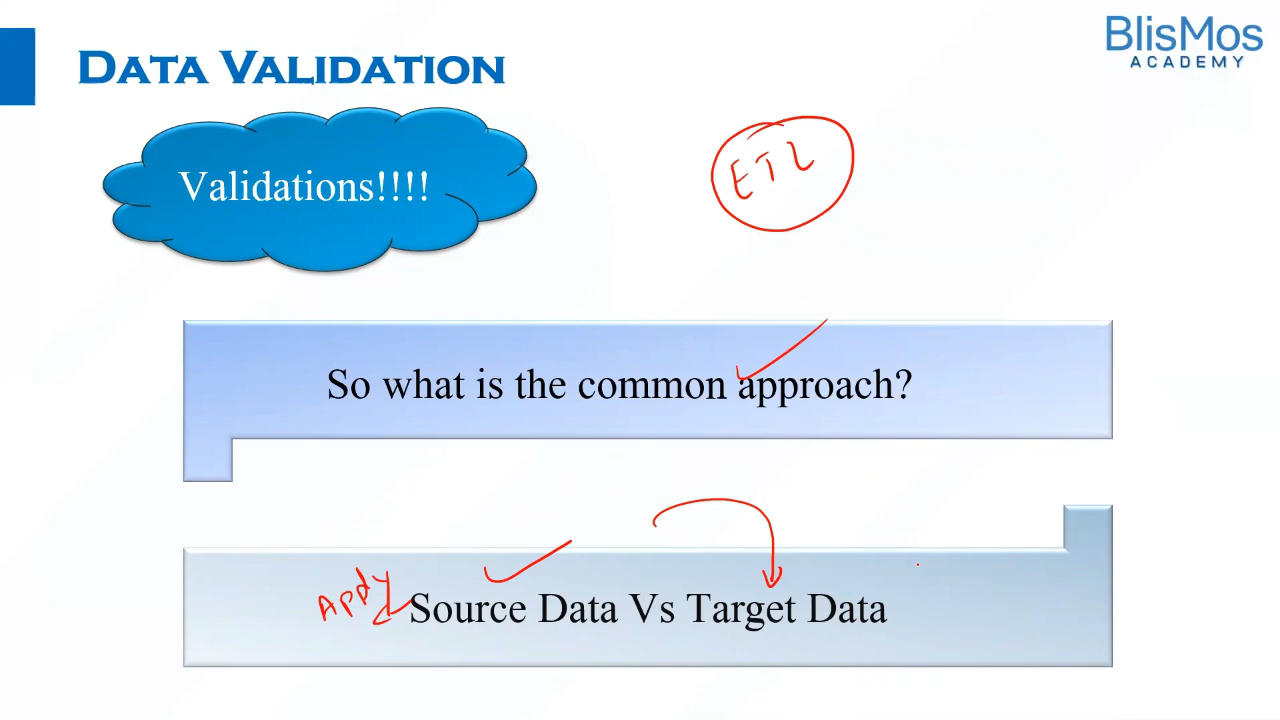 BlisMos
ACADEMY
DATA VALIDATION
Validations!!!!
ETL
So what is the common approach?
Apply
Source Data Vs Target Data